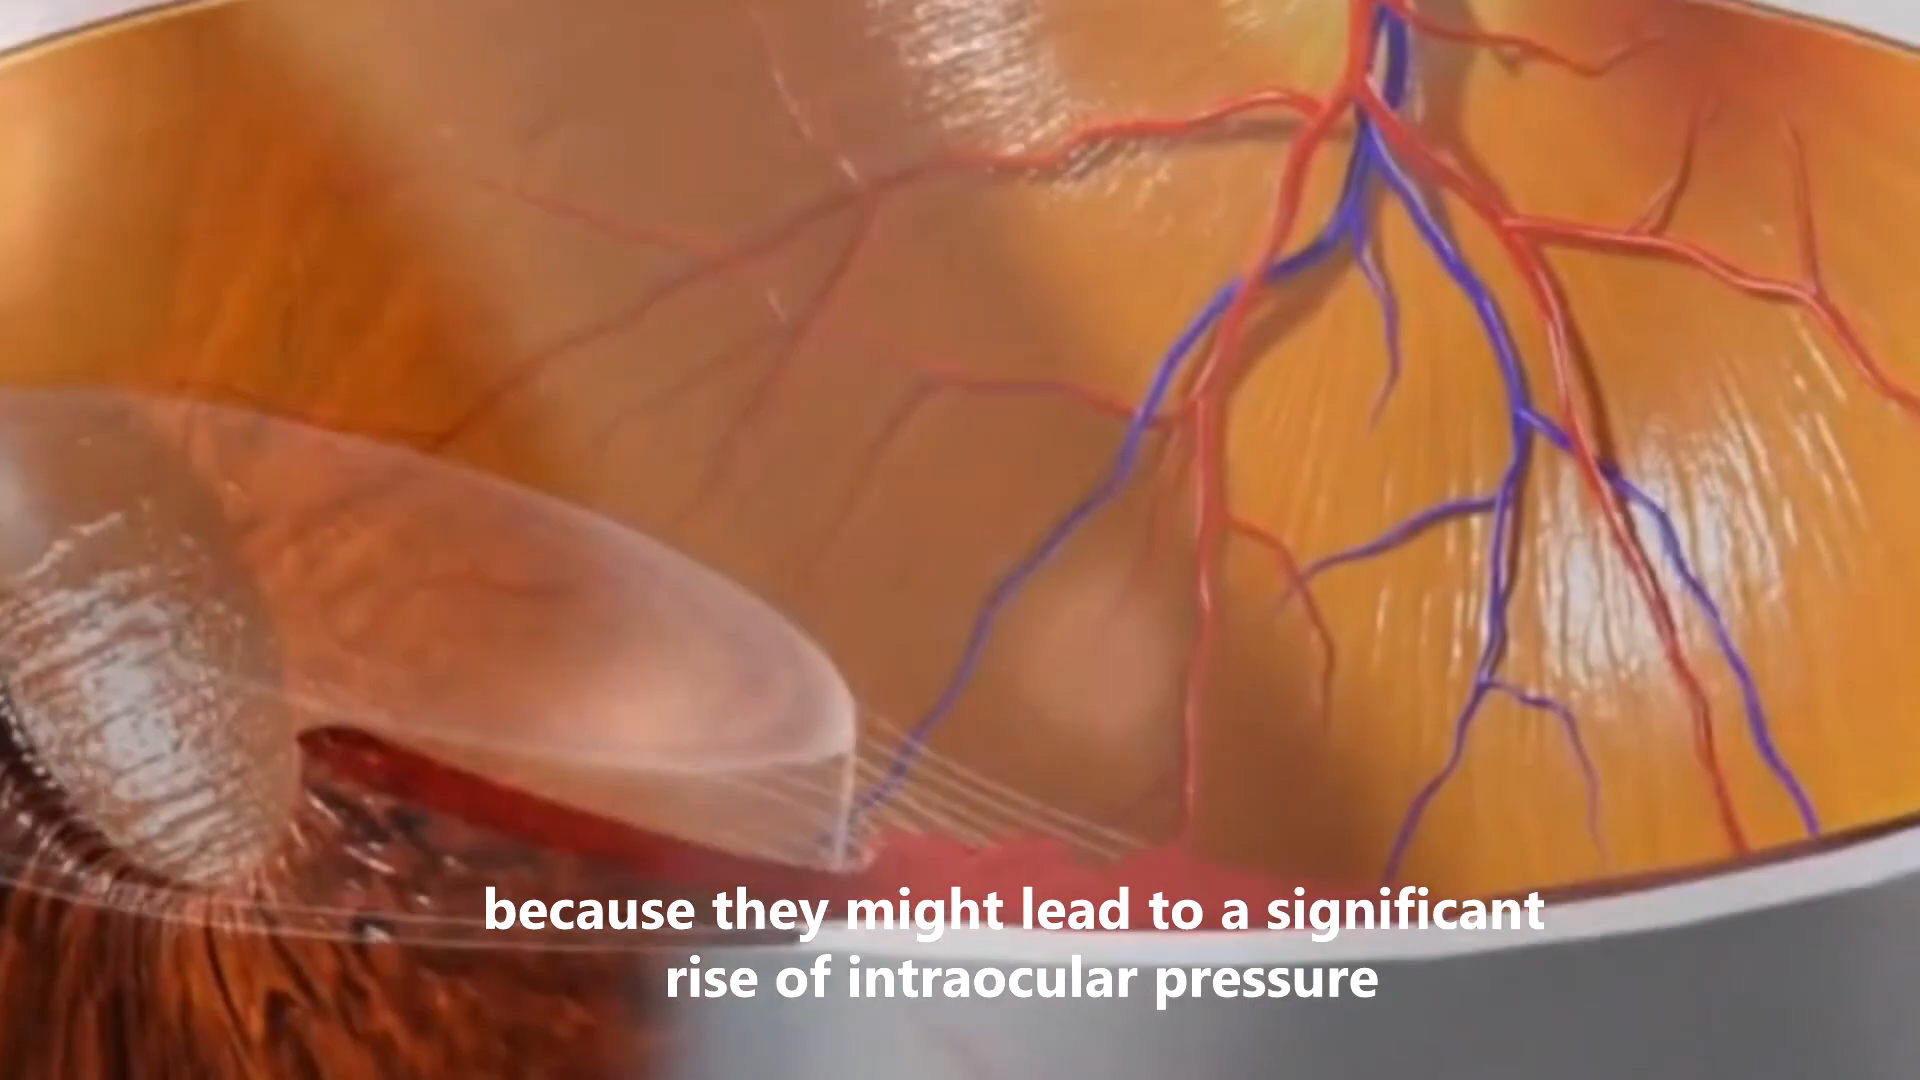 because they might lead to a significant
rise of intraocular pressure